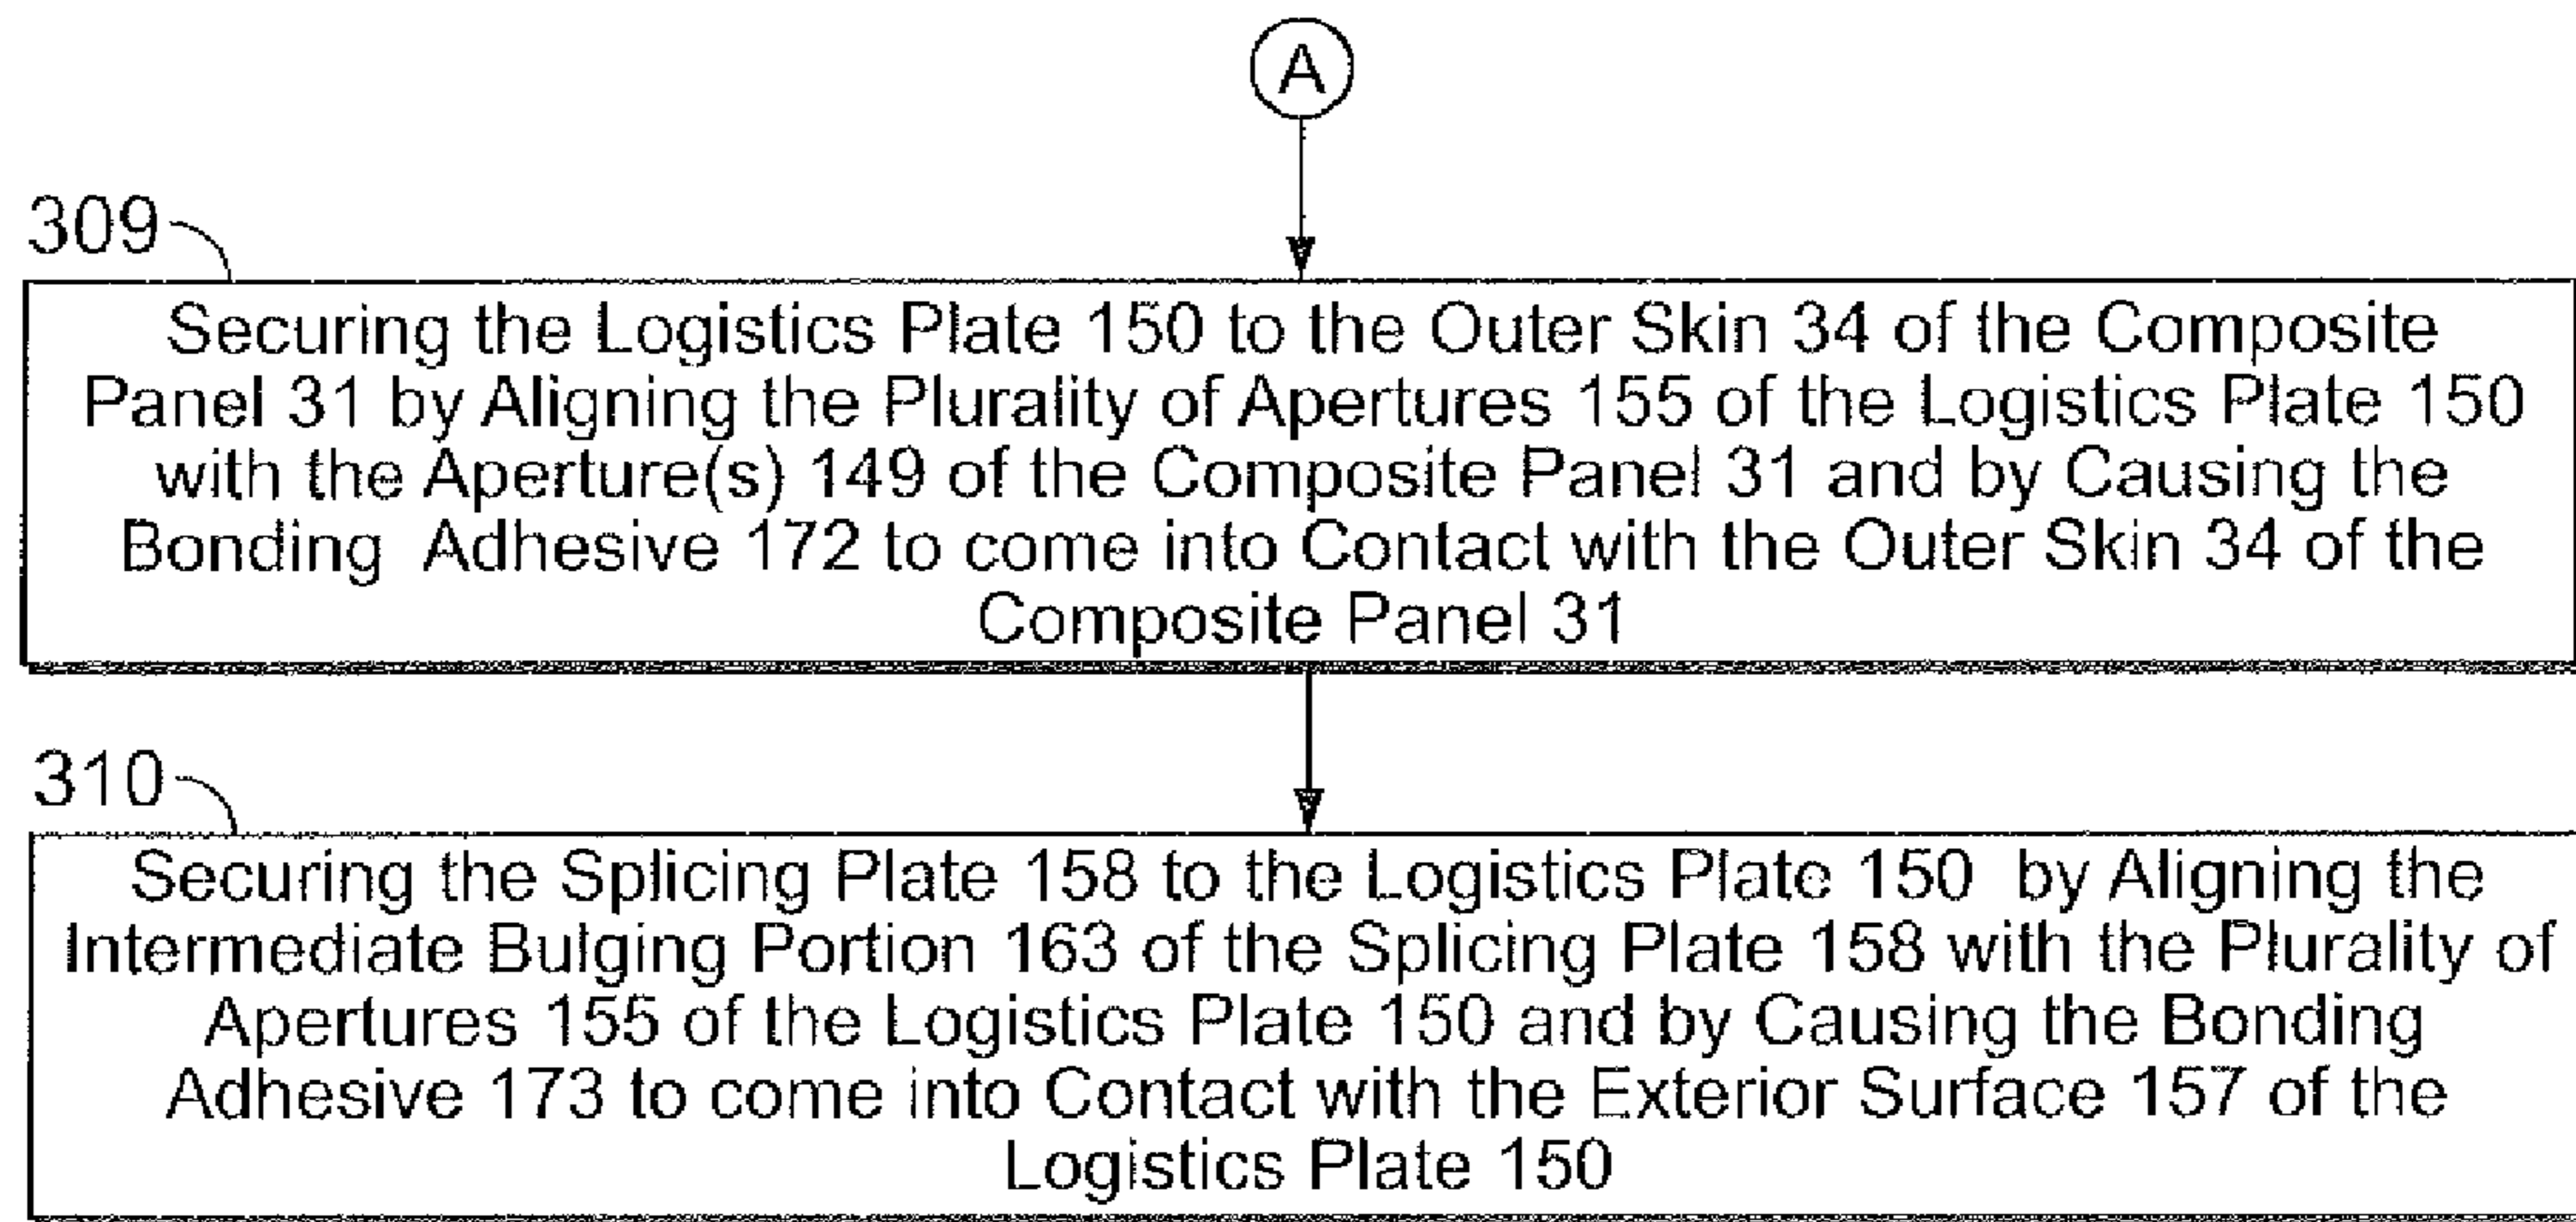 A
309
Securing the Logistics Plate 150 to the Outer Skin 34 of the Composite
Panel 31 by Aligning the Plurality of Apertures 155 of the Logistics Plate 150
with the Aperture(s) 149 of the Composite Panel 31 and by Causing the
Bonding Adhesive 172 to come into Contact with the Outer Skin 34 of the
Composite Panel 31
310
Securing the Splicing Plate 158 to the Logistics Plate 150 by Aligning the
Intermediate Bulging Portion 163 of the Splicing Plate 158 with the Plurality of
Apertures 155 of the Logistics Plate 150 and by Causing the Bonding
Adhesive 173 to come into Contact with the Exterior Surface 157 of the
Logistics Plate 150